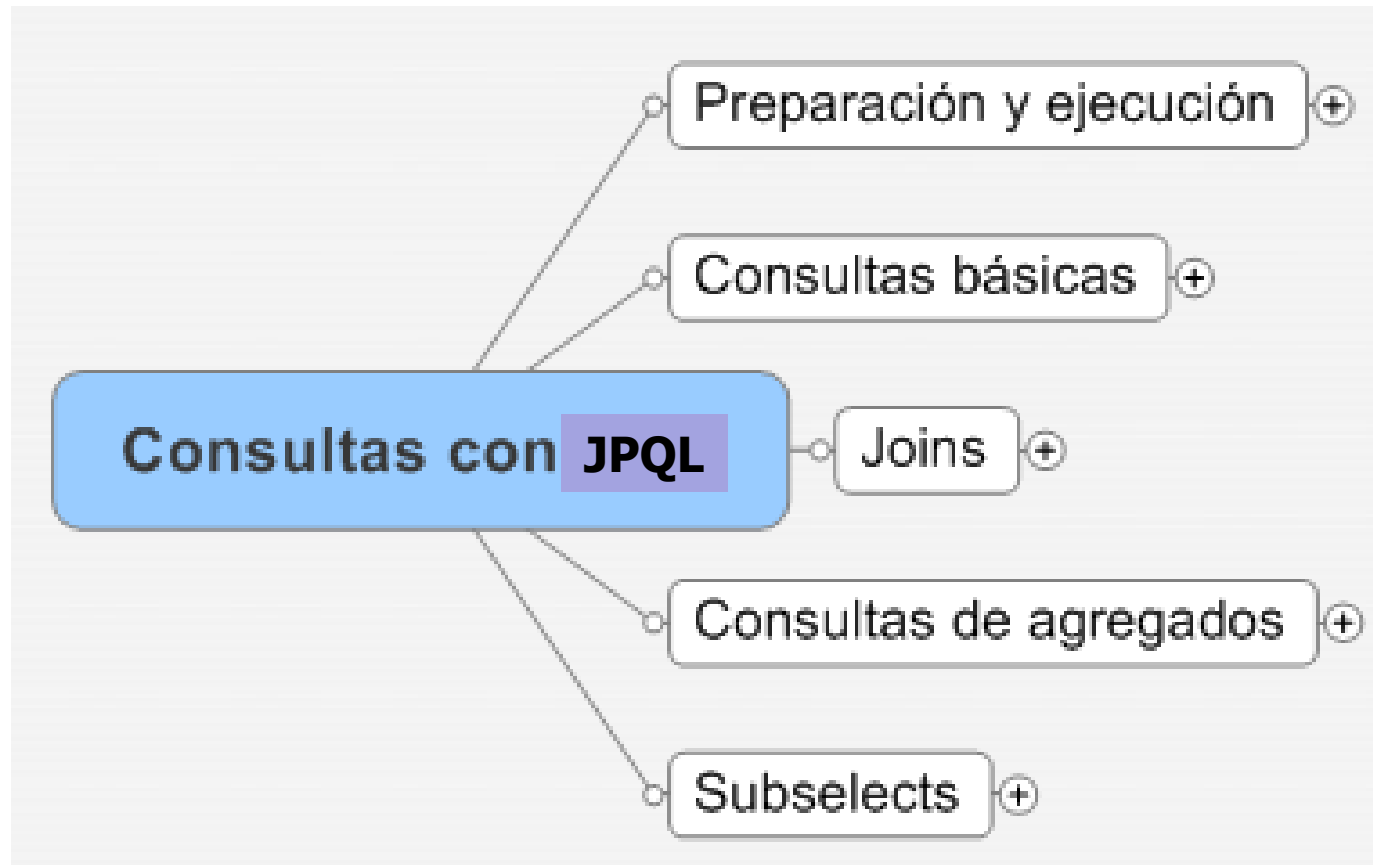 Preparación y ejecución
Consultas básicas
Consultas con JPQL
Joins
Consultas de agregados
Subselects